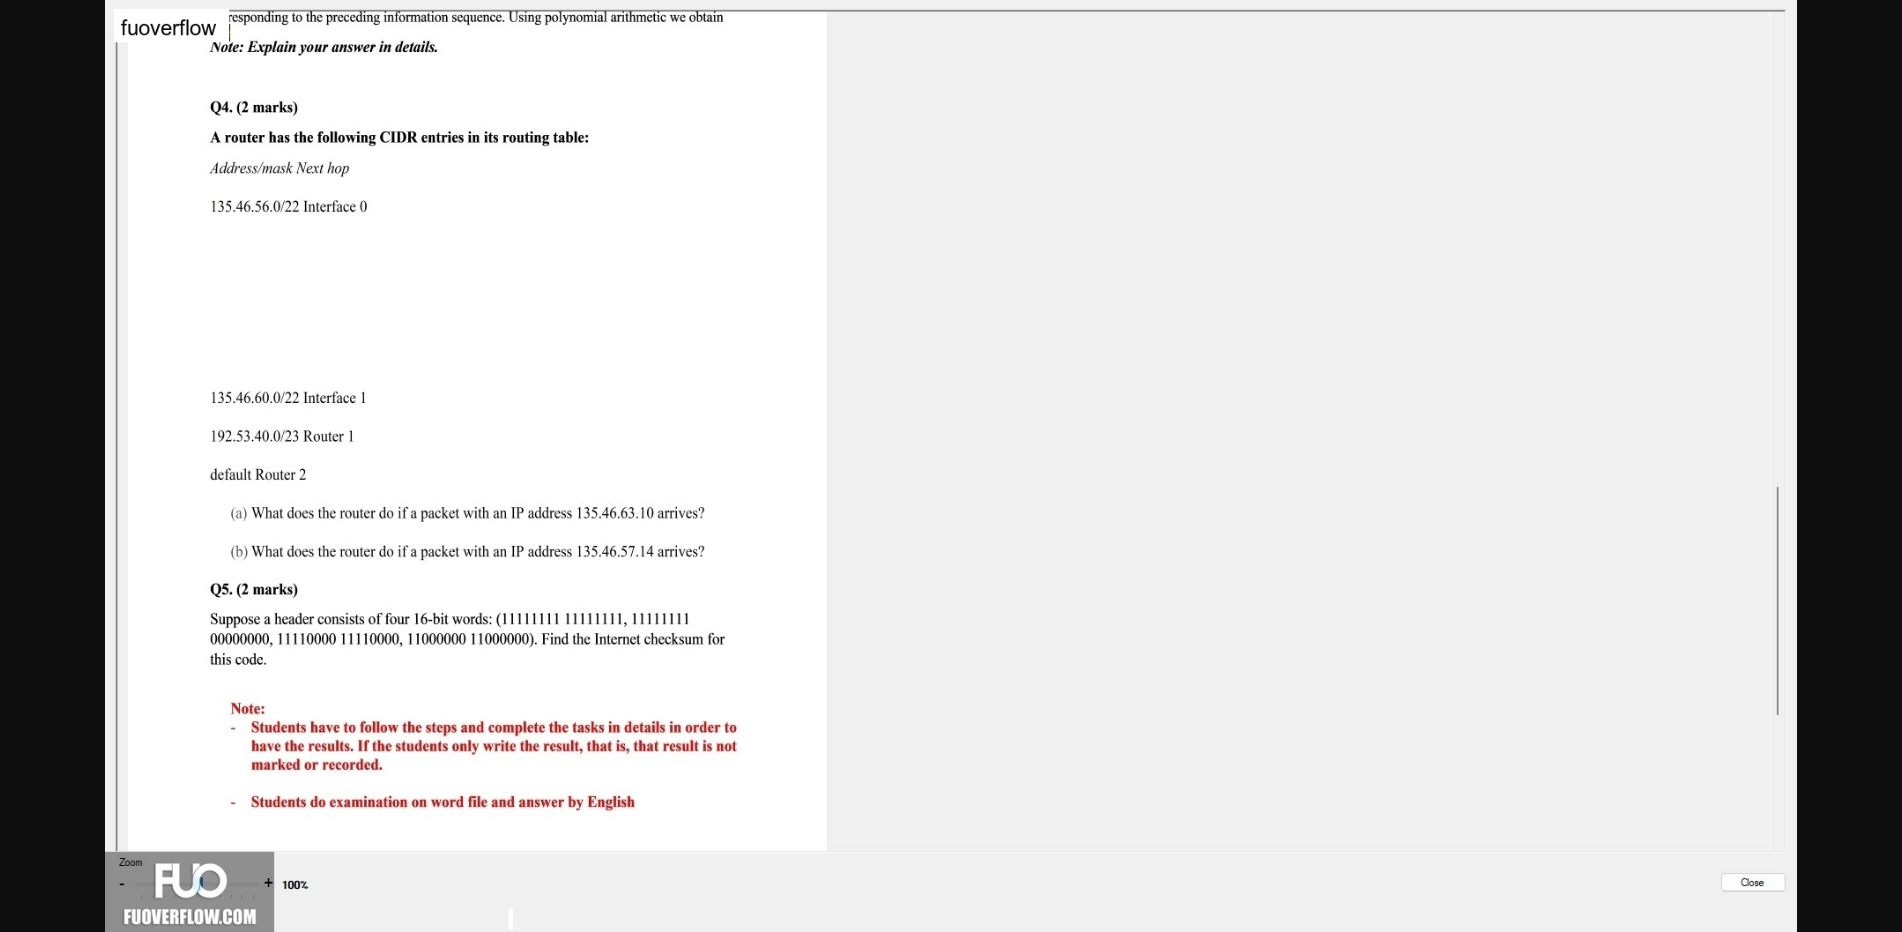 fuoverflow
responding to the preceding information sequence. Using polynomial arithmetic we obtain
Note: Explain your answer in details.
Q4. (2 marks)
A router has the following CIDR entries in its routing table:
Address/mask Next hop
135.46.56.0/22 Interface 0
135.46.60.0/22 Interface 1
192.53.40.0/23 Router 1
default Router 2
(a) What does the router do if a packet with an IP address 135.46.63.10 arrives?
(b) What does the router do if a packet with an IP address 135.46.57.14 arrives?
Q5. (2 marks)
Suppose a header consists of four 16-bit words: (11111111 11111111, 11111111
00000000, 11110000 11110000, 11000000 11000000). Find the Internet checksum for
this code.
Note:
- Students have to follow the steps and complete the tasks in details in order to
have the results. If the students only write the result, that is, that result is not
marked or recorded.
- Students do examination on word file and answer by English
Zoom
- + 100%
Close
FUO
FUOVERFLOW.COM